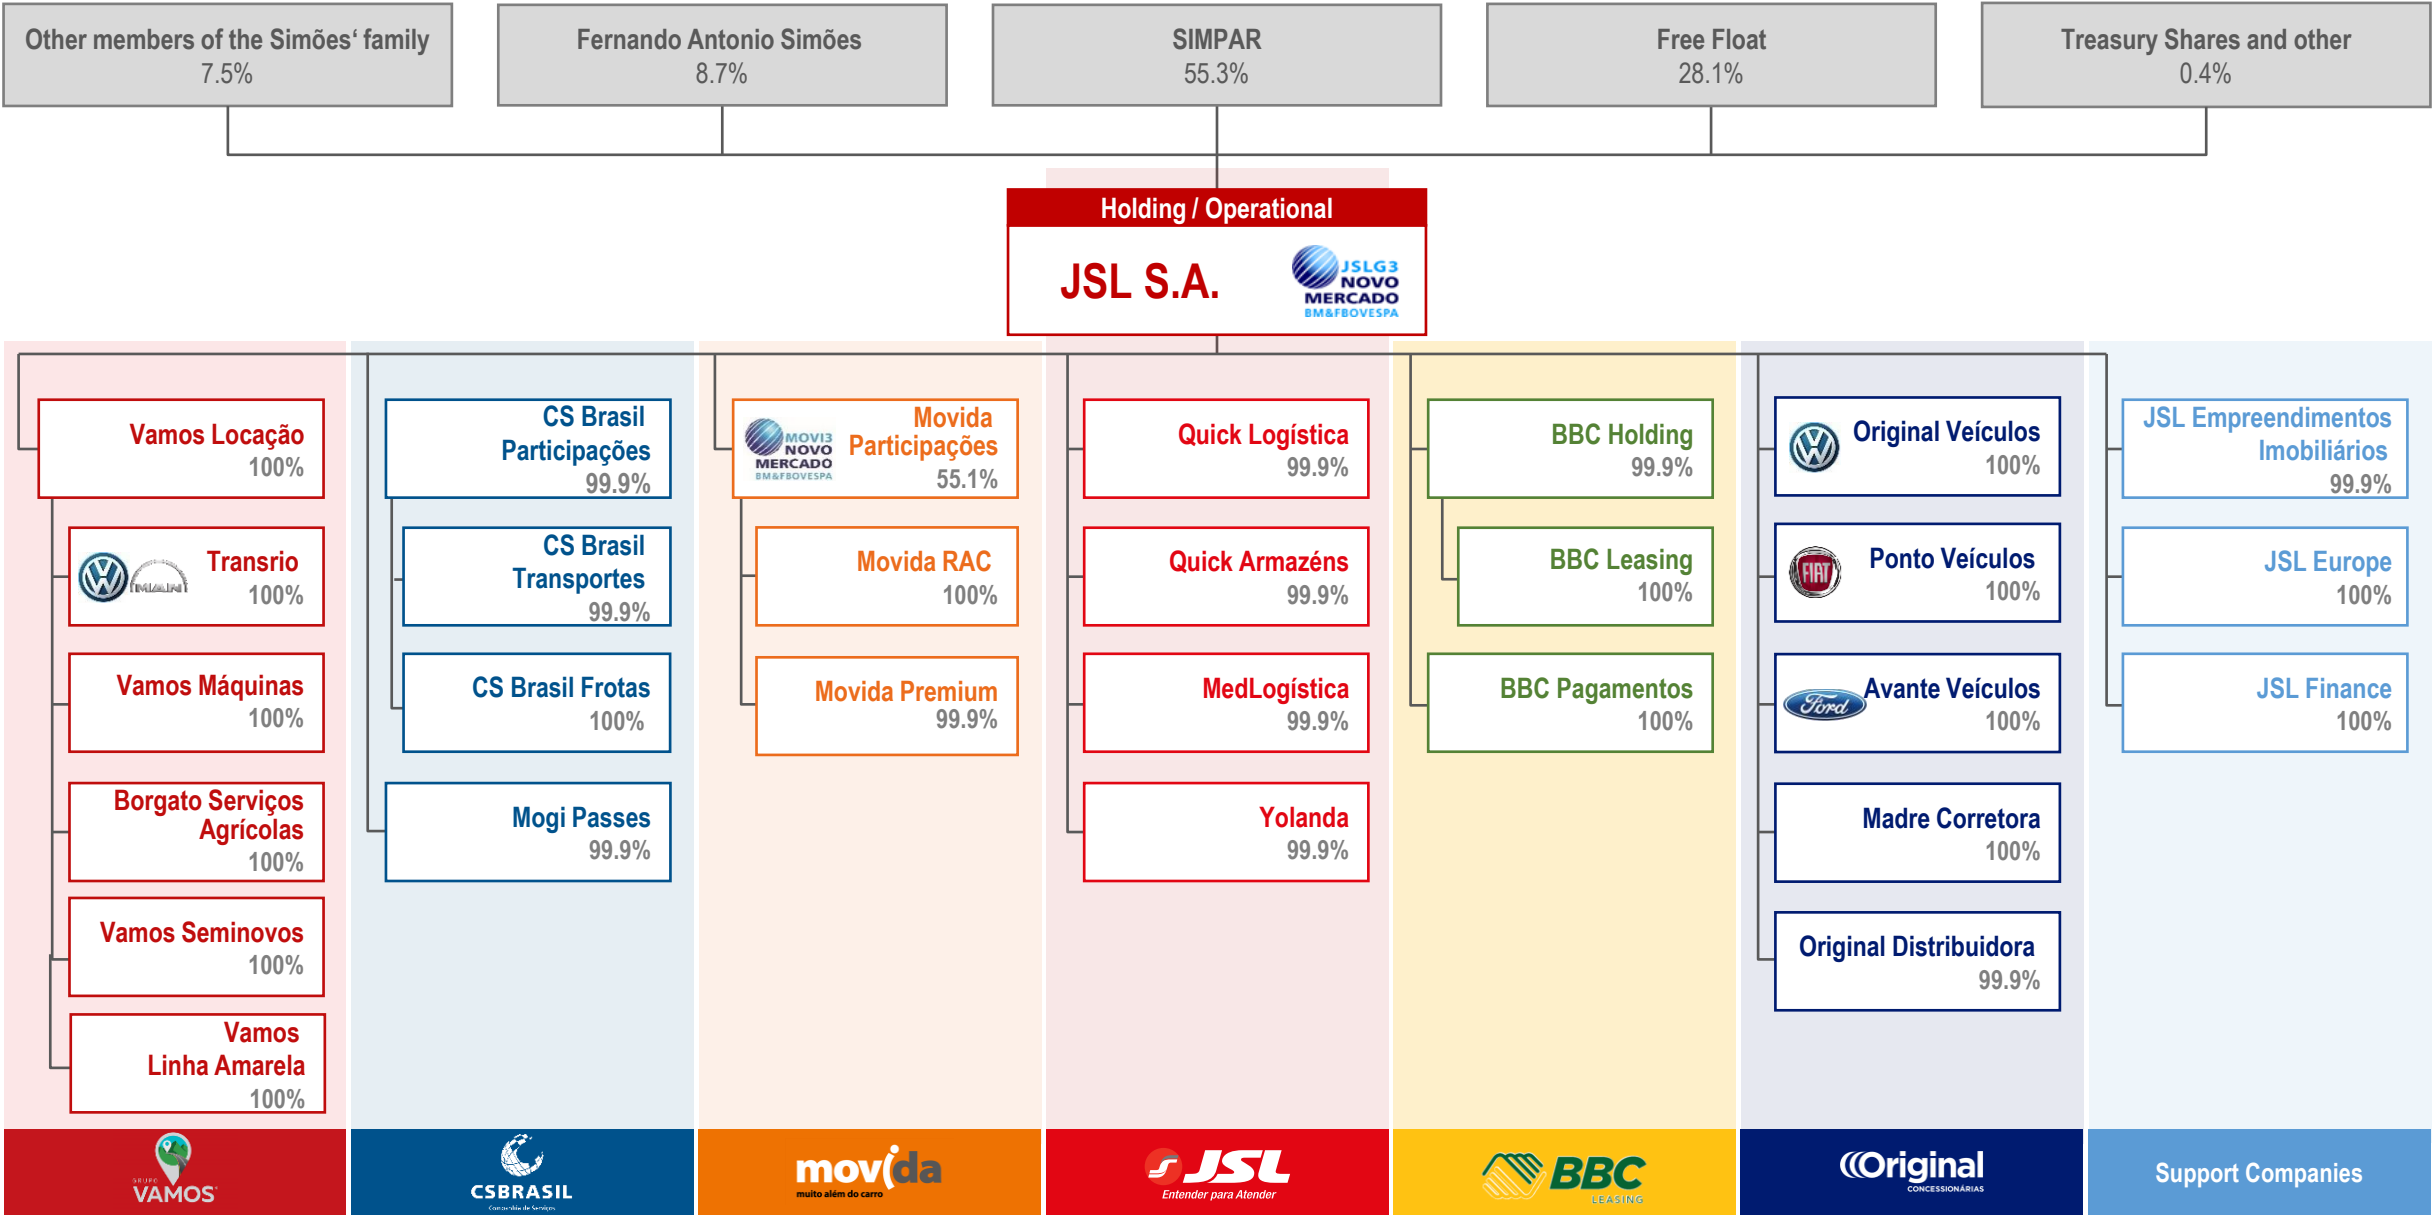 Other members of the Simões‘ family
7.5%
Fernando Antonio Simões
8.7%
SIMPAR
55.3%
Free Float
28.1%
Treasury Shares and other
0.4%
Holding / Operational
JSL S.A.
JSLG3
NOVO
MERCADO
BM&FBOVESPA
Vamos Locação
100%
Transrio
100%
MAN
Vamos Máquinas
100%
Borgato Serviços
Agrícolas
100%
Vamos Seminovos
100%
Vamos
Linha Amarela
100%
GRUPO
VAMOS
CS Brasil
Participações
99.9%
CS Brasil
Transportes
99.9%
CS Brasil Frotas
100%
Mogi Passes
99.9%
CSBRASIL
Companhia de Serviços
MOVI3
NOVO
MERCADO
BM&FBOVESPA
Movida
Participações
55.1%
Movida RAC
100%
Movida Premium
99.9%
movida
muito além do carro
Quick Logística
99.9%
Quick Armazéns
99.9%
MedLogística
99.9%
Yolanda
99.9%
JSL
Entender para Atender
BBC Holding
99.9%
BBC Leasing
100%
BBC Pagamentos
100%
BBC
LEASING
Original Veículos
100%
FIAT
Ponto Veículos
100%
Ford
Avante Veículos
100%
Madre Corretora
100%
Original Distribuidora
99.9%
Original
CONCESSIONÁRIAS
JSL Empreendimentos
Imobiliários
99.9%
JSL Europe
100%
JSL Finance
100%
Support Companies